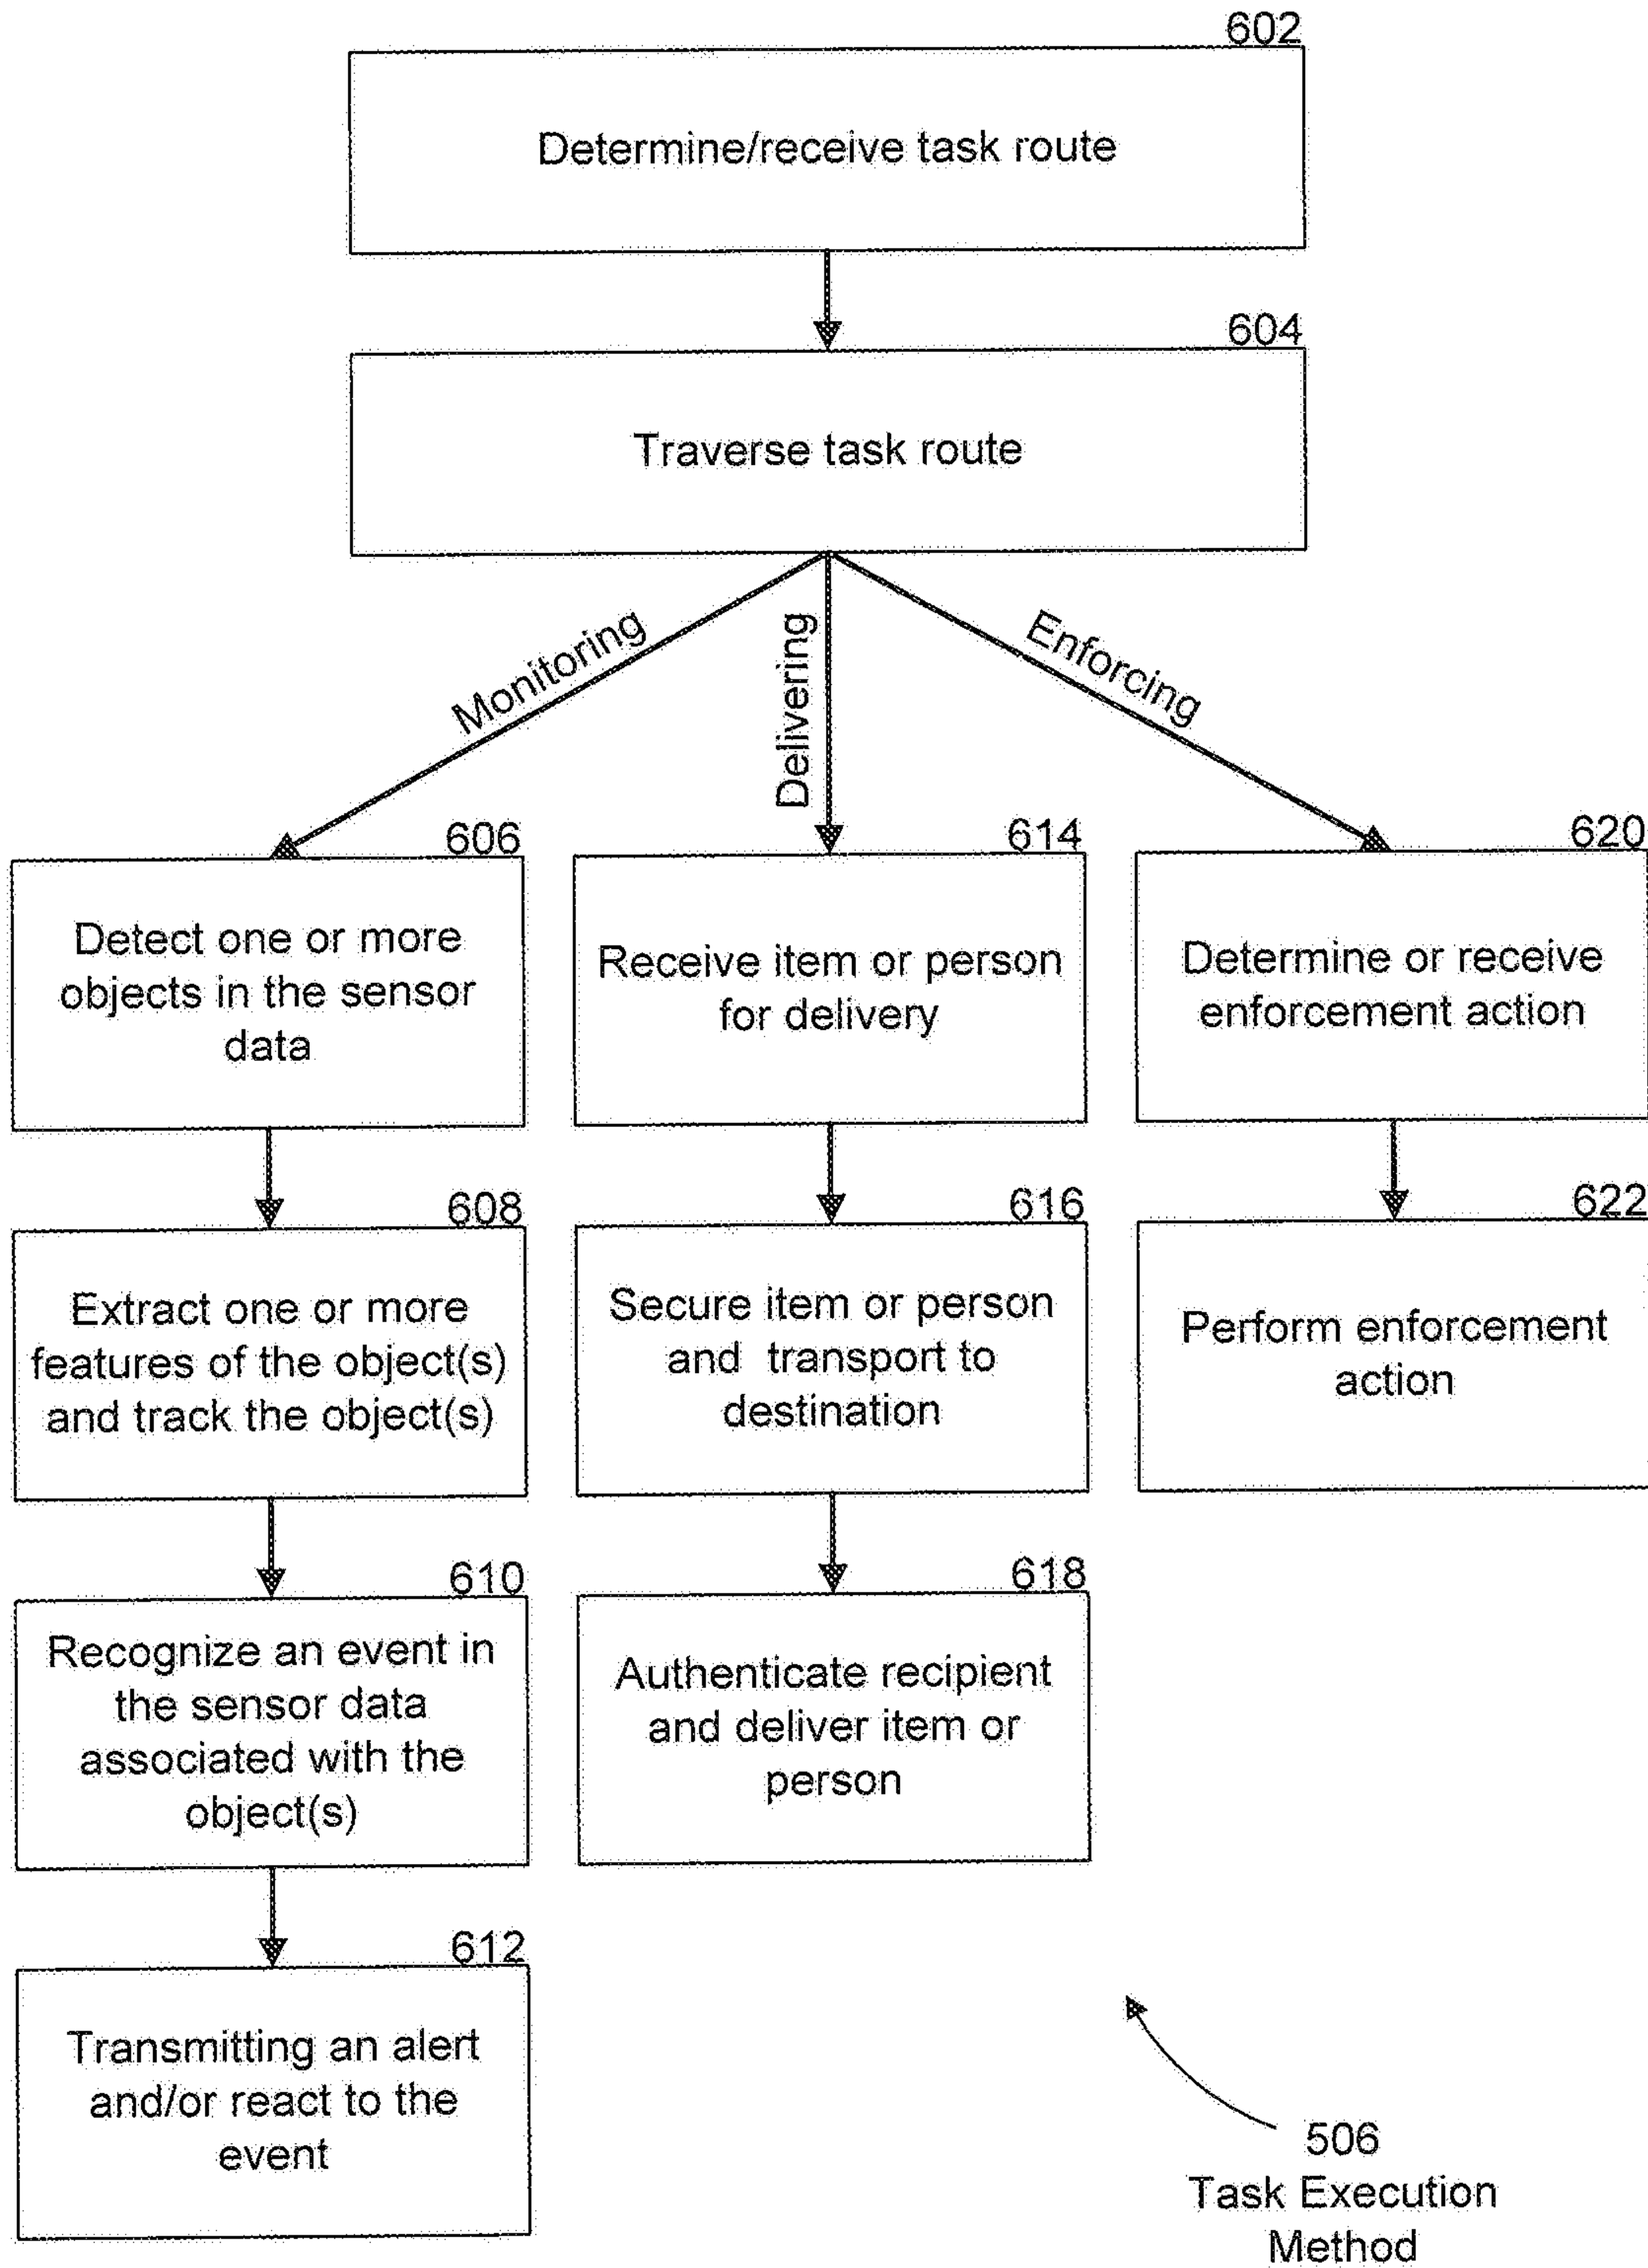 602
Determine/receive task route
604
Traverse task route
Monitoring
Delivering
Enforcing
606
Detect one or more
objects in the sensor
data
614
Receive item or person
for delivery
620
Determine or receive
enforcement action
608
Extract one or more
features of the object(s)
and track the object(s)
616
Secure item or person
and transport to
destination
622
Perform enforcement
action
610
Recognize an event in
the sensor data
associated with the
object(s)
618
Authenticate recipient
and deliver item or
person
612
Transmitting an alert
and/or react to the
event
506
Task Execution
Method